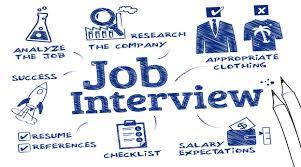 RESEARCH
THE COMPANY
ANALYZE
THE JOB
APPROPRIATE
CLOTHING
SUCCESS
Job
Interview
RESUME
REFERENCES
CHECKLIST
SALARY
EXPECTATIONS